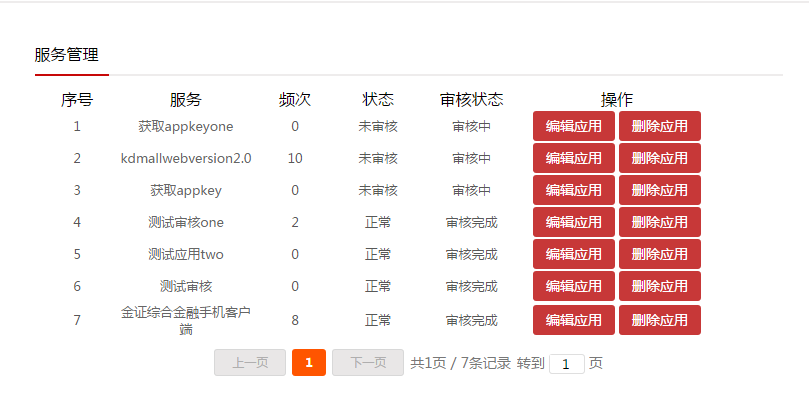 服务管理
序号 服务 频次 状态 审核状态 操作
1 获取appkeyone 0 未审核 审核中 编辑应用 删除应用
2 kdmallwebversion2.0 10 未审核 审核中 编辑应用 删除应用
3 获取appkey 0 未审核 审核中 编辑应用 删除应用
4 测试审核one 2 正常 审核完成 编辑应用 删除应用
5 测试应用two 0 正常 审核完成 编辑应用 删除应用
6 测试审核 0 正常 审核完成 编辑应用 删除应用
7 金证综合金融手机客户 8 正常 审核完成 编辑应用 删除应用
端
上一页 1 下一页 共1页 / 7条记录 转到 1 页